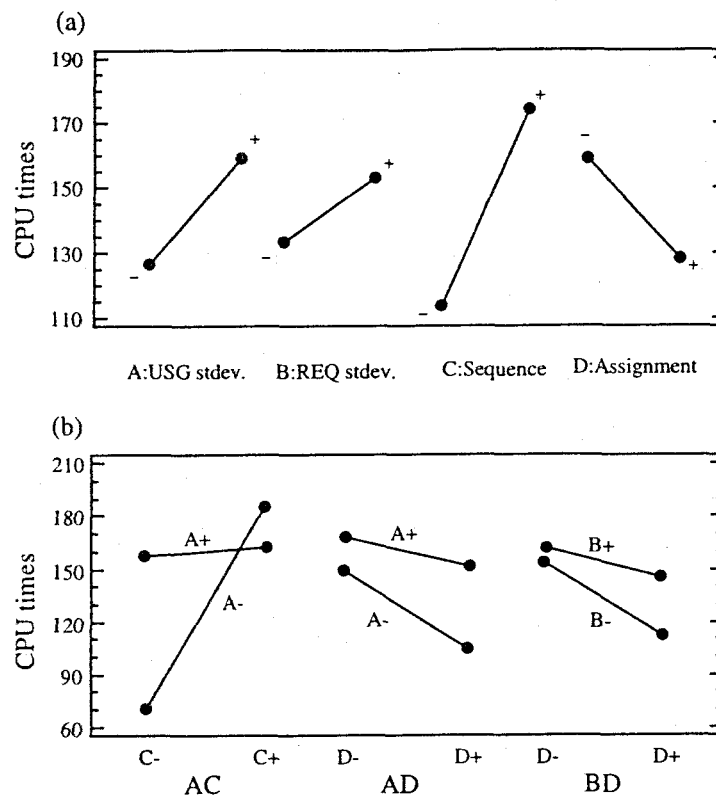 (a)
CPU times
190
170
150
130
110
- +
- +
- +
- +
A:USG stdev. B:REQ stdev. C:Sequence D:Assignment
(b)
CPU times
210
180
150
120
90
60
A+ A- A+ A- B+ B-
C- C+ D- D+ D- D+
AC AD BD